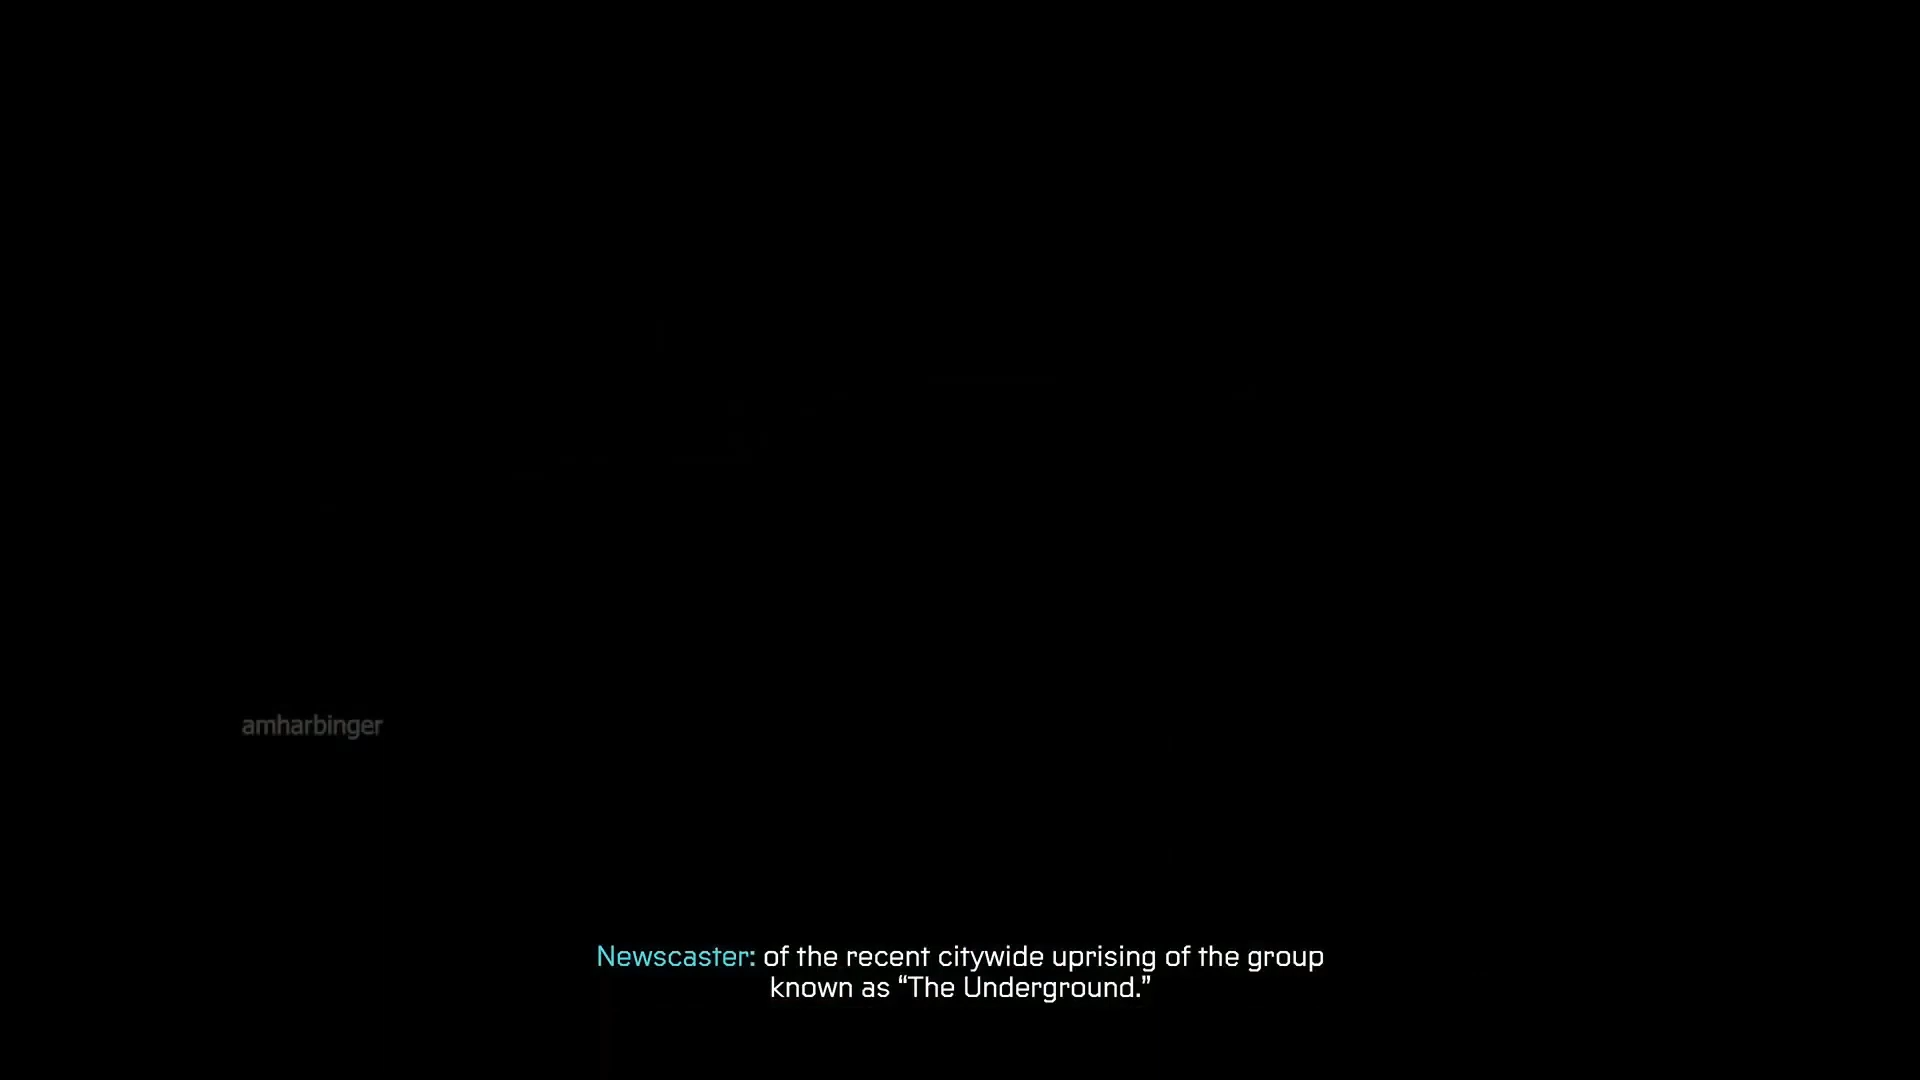 amharbinger
Newscaster: of the recent citywide uprising of the group
known as “The Underground.”